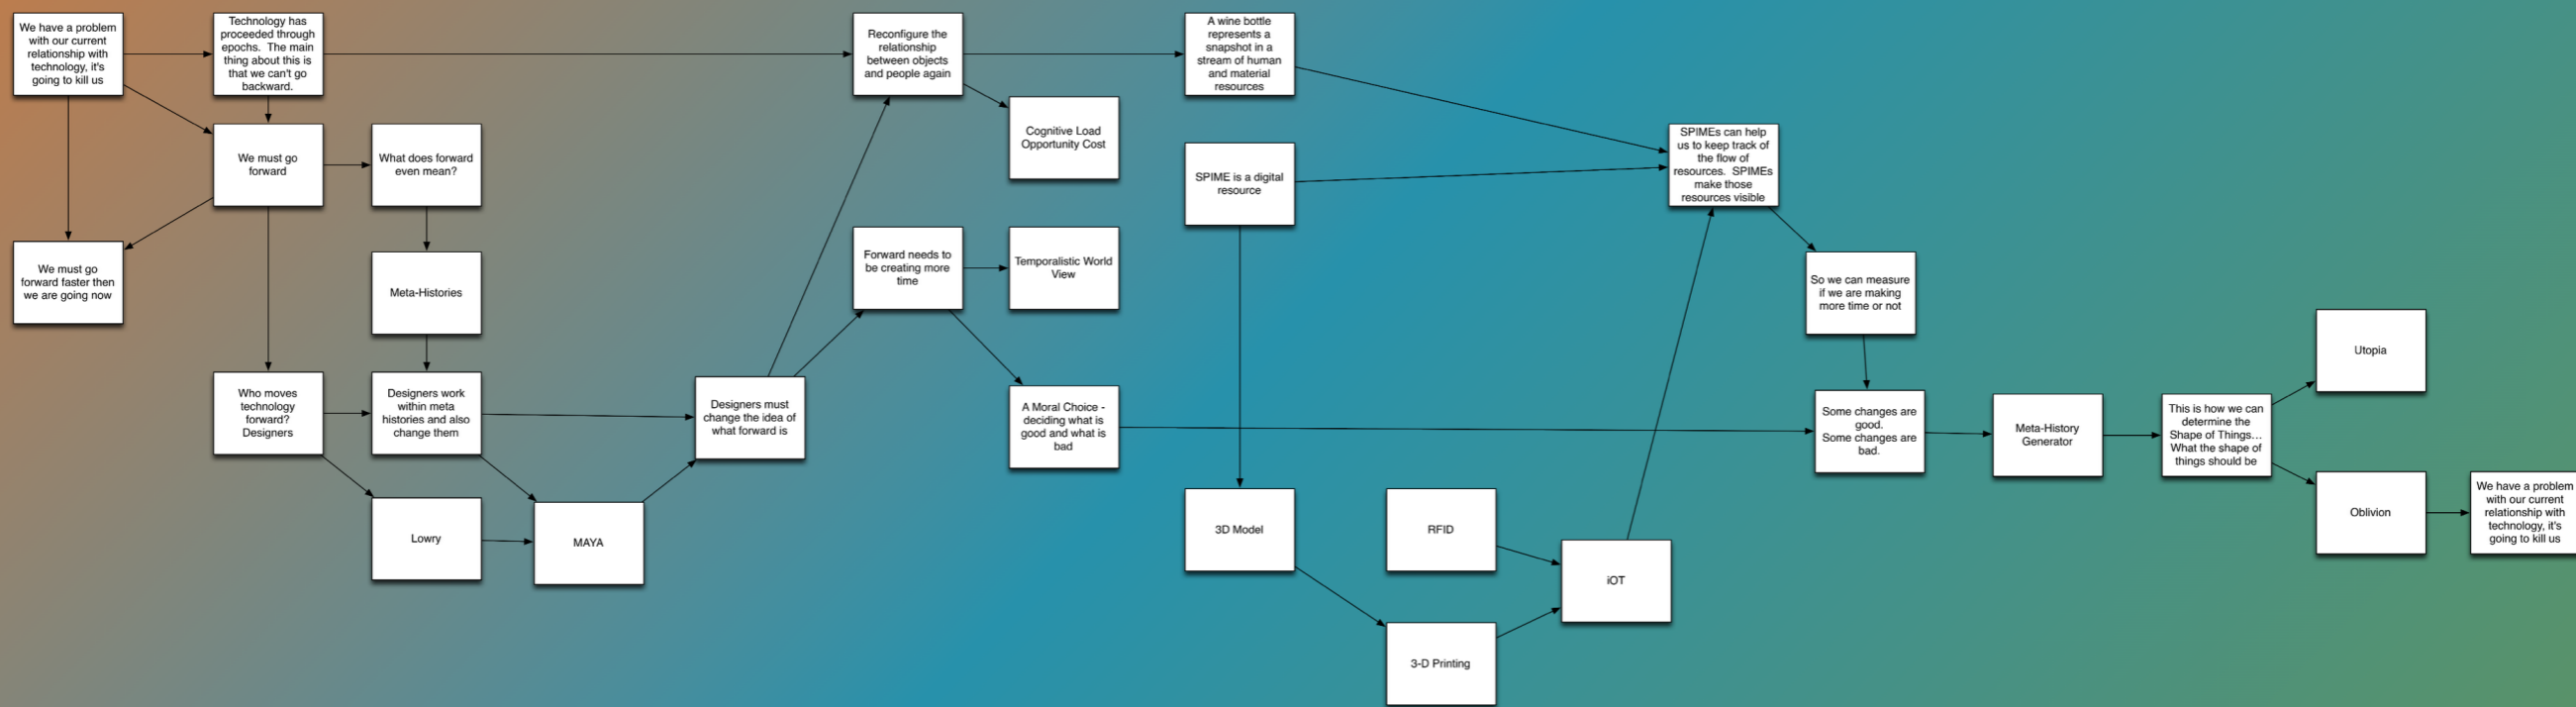 We have a problem
with our current
relationship with
technology, it's
going to kill us
Technology has
proceeded through
epochs. The main
thing about this is
that we can't go
backward.
Reconfigure the
relationship
between objects
and people again
A wine bottle
represents a
snapshot in a
stream of human
and material
resources
We must go
forward
What does forward
even mean?
Cognitive Load
Opportunity Cost
SPIME is a digital
resource
SPIMEs can help
us to keep track of
the flow of
resources. SPIMEs
make those
resources visible
We must go
forward faster then
we are going now
Meta-Histories
Forward needs to
be creating more
time
Temporalistic World
View
So we can measure
if we are making
more time or not
Utopia
Who moves
technology
forward?
Designers
Designers work
within meta
histories and also
change them
Designers must
change the idea of
what forward is
A Moral Choice -
deciding what is
good and what is
bad
Some changes are
good.
Some changes are
bad.
Meta-History
Generator
This is how we can
determine the
Shape of Things...
What the shape of
things should be
Lowry
MAYA
3D Model
RFID
iOT
Oblivion
We have a problem
with our current
relationship with
technology, it's
going to kill us
3-D Printing